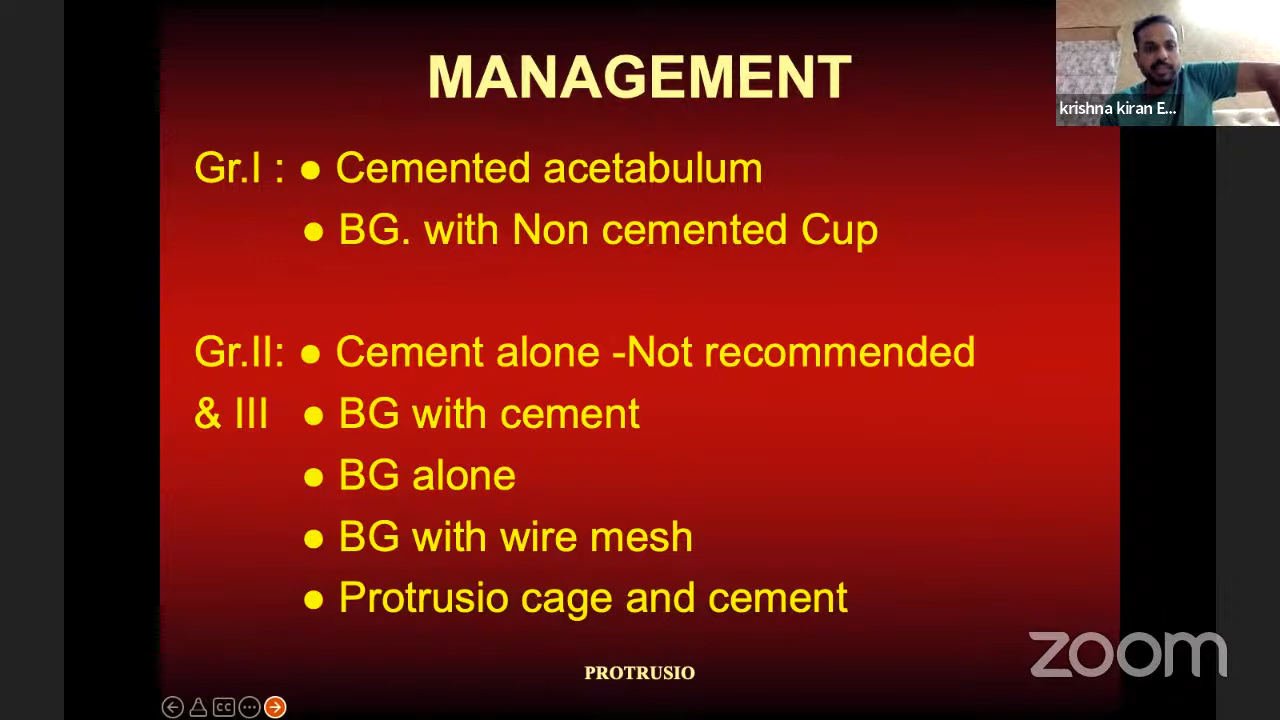 MANAGEMENT
krishna kiran E...
Gr.I : ● Cemented acetabulum
● BG. with Non cemented Cup
Gr.II: ● Cement alone -Not recommended
& III ● BG with cement
● BG alone
● BG with wire mesh
● Protrusio cage and cement
zoom
PROTRUSIO
CC